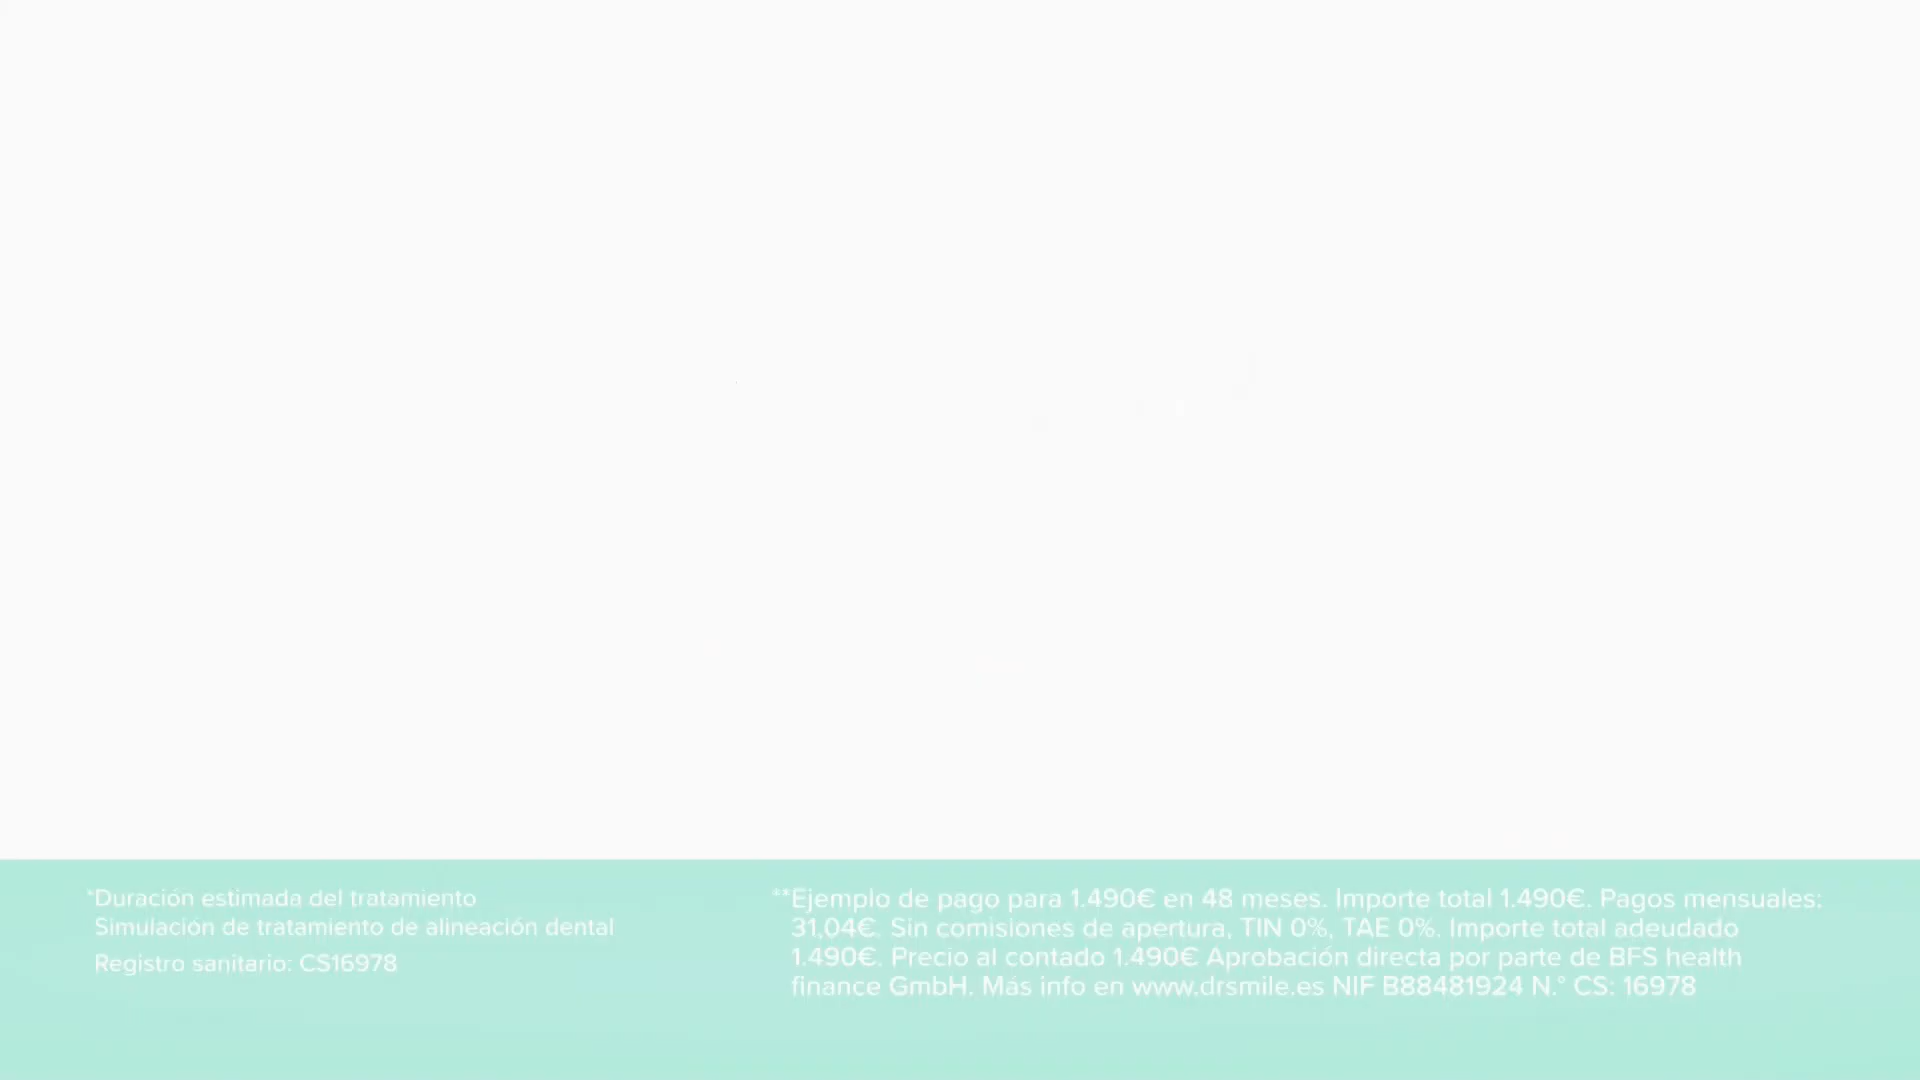 *Duración estimada del tratamiento
Simulación de tratamiento de alineación dental
Registro sanitario: CS16978
**Ejemplo de pago para 1.490€ en 48 meses. Importe total 1.490€. Pagos mensuales:
31,04€. Sin comisiones de apertura, TIN 0%, TAE 0%. Importe total adeudado
1.490€. Precio al contado 1.490€ Aprobación directa por parte de BFS health
finance GmbH. Más info en www.drsmile.es NIF B88481924 N.° CS: 16978